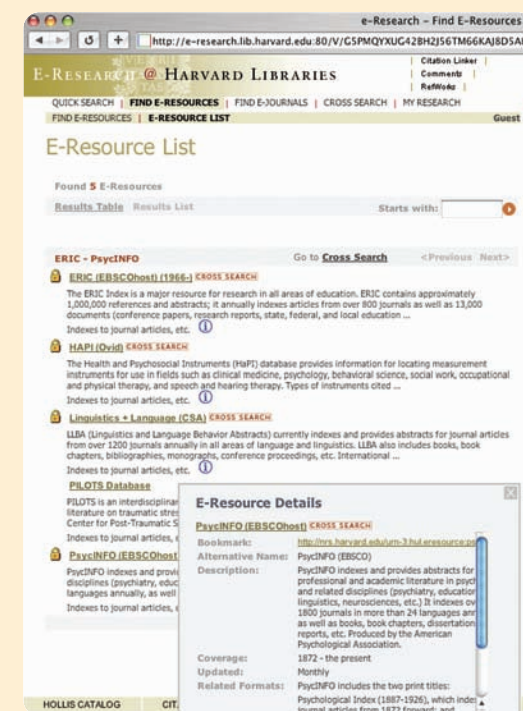 e-Research – Find E-Resources
http://e-research.lib.harvard.edu:80/V/G5PMQYXUG42BH2J56TM66KAJ8D5A
E-RESEARCH @ HARVARD LIBRARIES
Citation Linker |
Comments |
RefWorks |
QUICK SEARCH | FIND E-RESOURCES | FIND E-JOURNALS | CROSS SEARCH | MY RESEARCH
FIND E-RESOURCES | E-RESOURCE LIST Guest
E-Resource List
Found 5 E-Resources
Results Table Results List Starts with:
ERIC - PsycINFO Go to Cross Search <Previous Next>
ERIC (EBSCOhost) (1966-) CROSS SEARCH
The ERIC Index is a major resource for research in all areas of education. ERIC contains approximately
1,000,000 references and abstracts; it annually indexes articles from over 800 journals as well as 13,000
documents (conference papers, research reports, state, federal, and local education ...
Indexes to journal articles, etc.
HAPI (Ovid) CROSS SEARCH
The Health and Psychosocial Instruments (HaPI) database provides information for locating measurement
instruments for use in fields such as clinical medicine, psychology, behavioral science, social work, occupational
and physical therapy, and speech and hearing therapy. Types of instruments cited ...
Indexes to journal articles, etc.
Linguistics + Language (CSA) CROSS SEARCH
LLBA (Linguistics and Language Behavior Abstracts) currently indexes and provides abstracts for journal articles
from over 1200 journals annually in all areas of language and linguistics. LLBA also includes books, book
chapters, bibliographies, monographs, conference proceedings, etc. International ...
Indexes to journal articles, etc.
PILOTS Database
PILOTS is an interdisciplinar
literature on traumatic stres
Center for Post-Traumatic S
Indexes to journal articles,
PsycINFO (EBSCOhost
PsycINFO indexes and provi
disciplines (psychiatry, educ
languages annually, as well
Indexes to journal articles,
E-Resource Details
PsycINFO (EBSCOhost) CROSS SEARCH
Bookmark: http://nrs.harvard.edu/urn-3:hul.eresource:ps
Alternative Name: PsycINFO (EBSCO)
Description: PsycINFO indexes and provides abstracts for
professional and academic literature in psych
and related disciplines (psychiatry, education
linguistics, neurosciences, etc.) It indexes ov
1800 journals in more than 24 languages ann
as well as books, book chapters, dissertation
reports, etc. Produced by the American
Psychological Association.
Coverage: 1872 - the present
Updated: Monthly
Related Formats: PsycINFO includes the two print titles:
Psychological Index (1887-1926), which index
journal articles from 1872 forward; and
HOLLIS CATALOG CIT